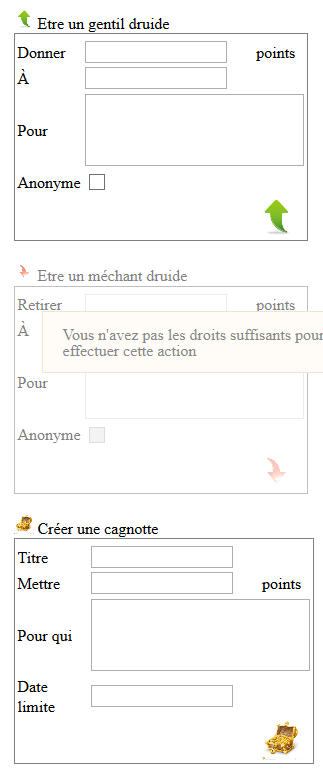 Etre un gentil druide
Donner points
À
Pour
Anonyme
Etre un méchant druide
Retirer points
À
Vous n'avez pas les droits suffisants pour
effectuer cette action
Pour
Anonyme
Créer une cagnotte
Titre
Mettre points
Pour qui
Date
limite